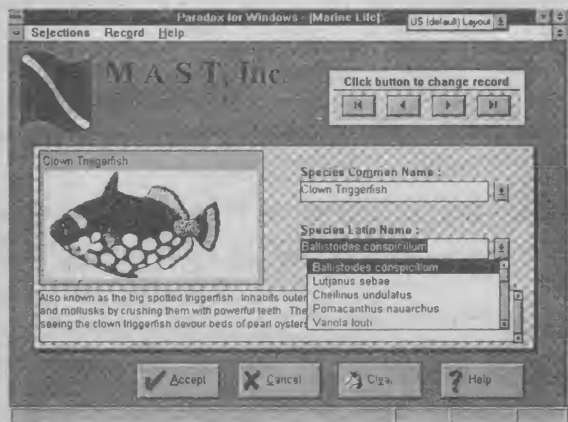 Paradox for Windows - [Marine Life]
US (default) Layout
Selections Record Help
M A S T, Inc.
Click button to change record
Clown Triggerfish
Species Common Name :
Clown Triggerfish
Species Latin Name :
Ballistoides conspicillum
Ballistoides conspicillum
Lutjanus sebae
Cheilinus undulatus
Pomacanthus nauarchus
Variola louti
Also known as the big spotted triggerfish Inhabits outer
and mollusks by crushing them with powerful teeth The
seeing the clown triggerfish devour beds of pearl oysters
Accept
Cancel
Clear
Help